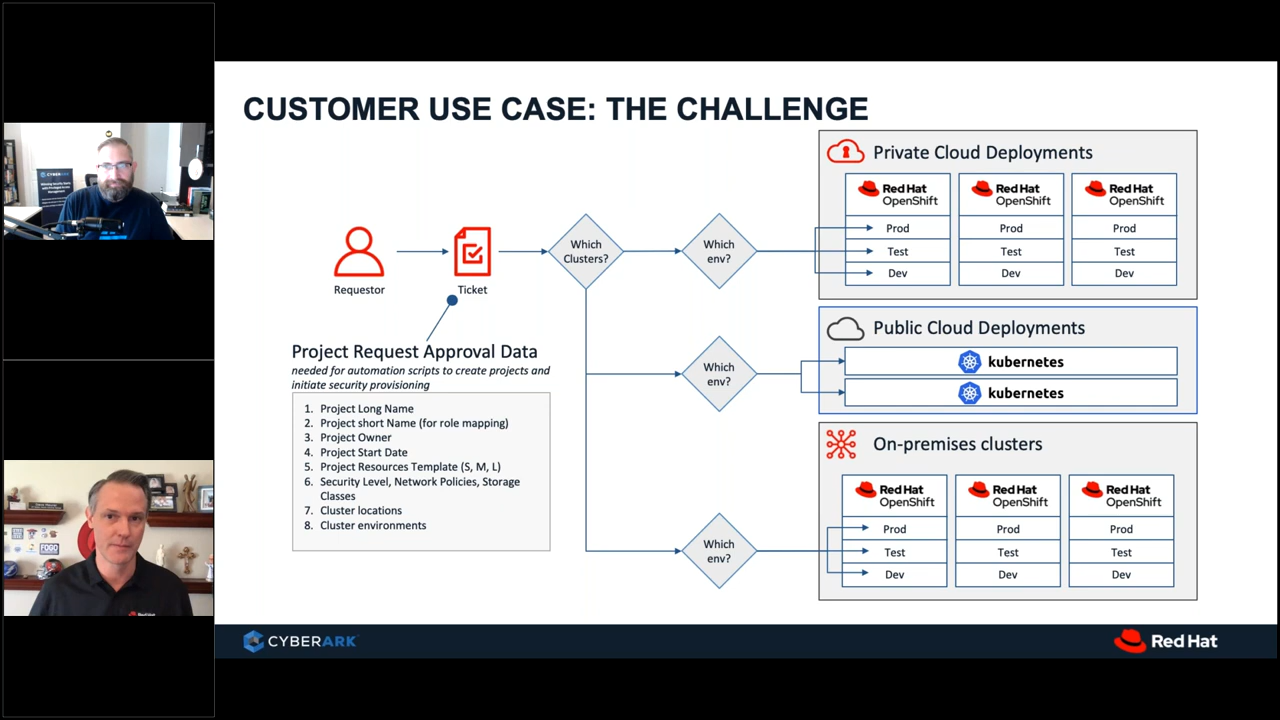 CUSTOMER USE CASE: THE CHALLENGE
Requestor
Ticket
Which
Clusters?
Which
env?
Project Request Approval Data
needed for automation scripts to create projects and
initiate security provisioning
1. Project Long Name
2. Project short Name (for role mapping)
3. Project Owner
4. Project Start Date
5. Project Resources Template (S, M, L)
6. Security Level, Network Policies, Storage
Classes
7. Cluster locations
8. Cluster environments
Private Cloud Deployments
Red Hat
OpenShift
Prod
Test
Dev
Red Hat
OpenShift
Prod
Test
Dev
Red Hat
OpenShift
Prod
Test
Dev
Which
env?
Public Cloud Deployments
kubernetes
kubernetes
Which
env?
On-premises clusters
Red Hat
OpenShift
Prod
Test
Dev
Red Hat
OpenShift
Prod
Test
Dev
Red Hat
OpenShift
Prod
Test
Dev
CYBERARK
Red Hat
CYBERARK
Red Hat
FOGO